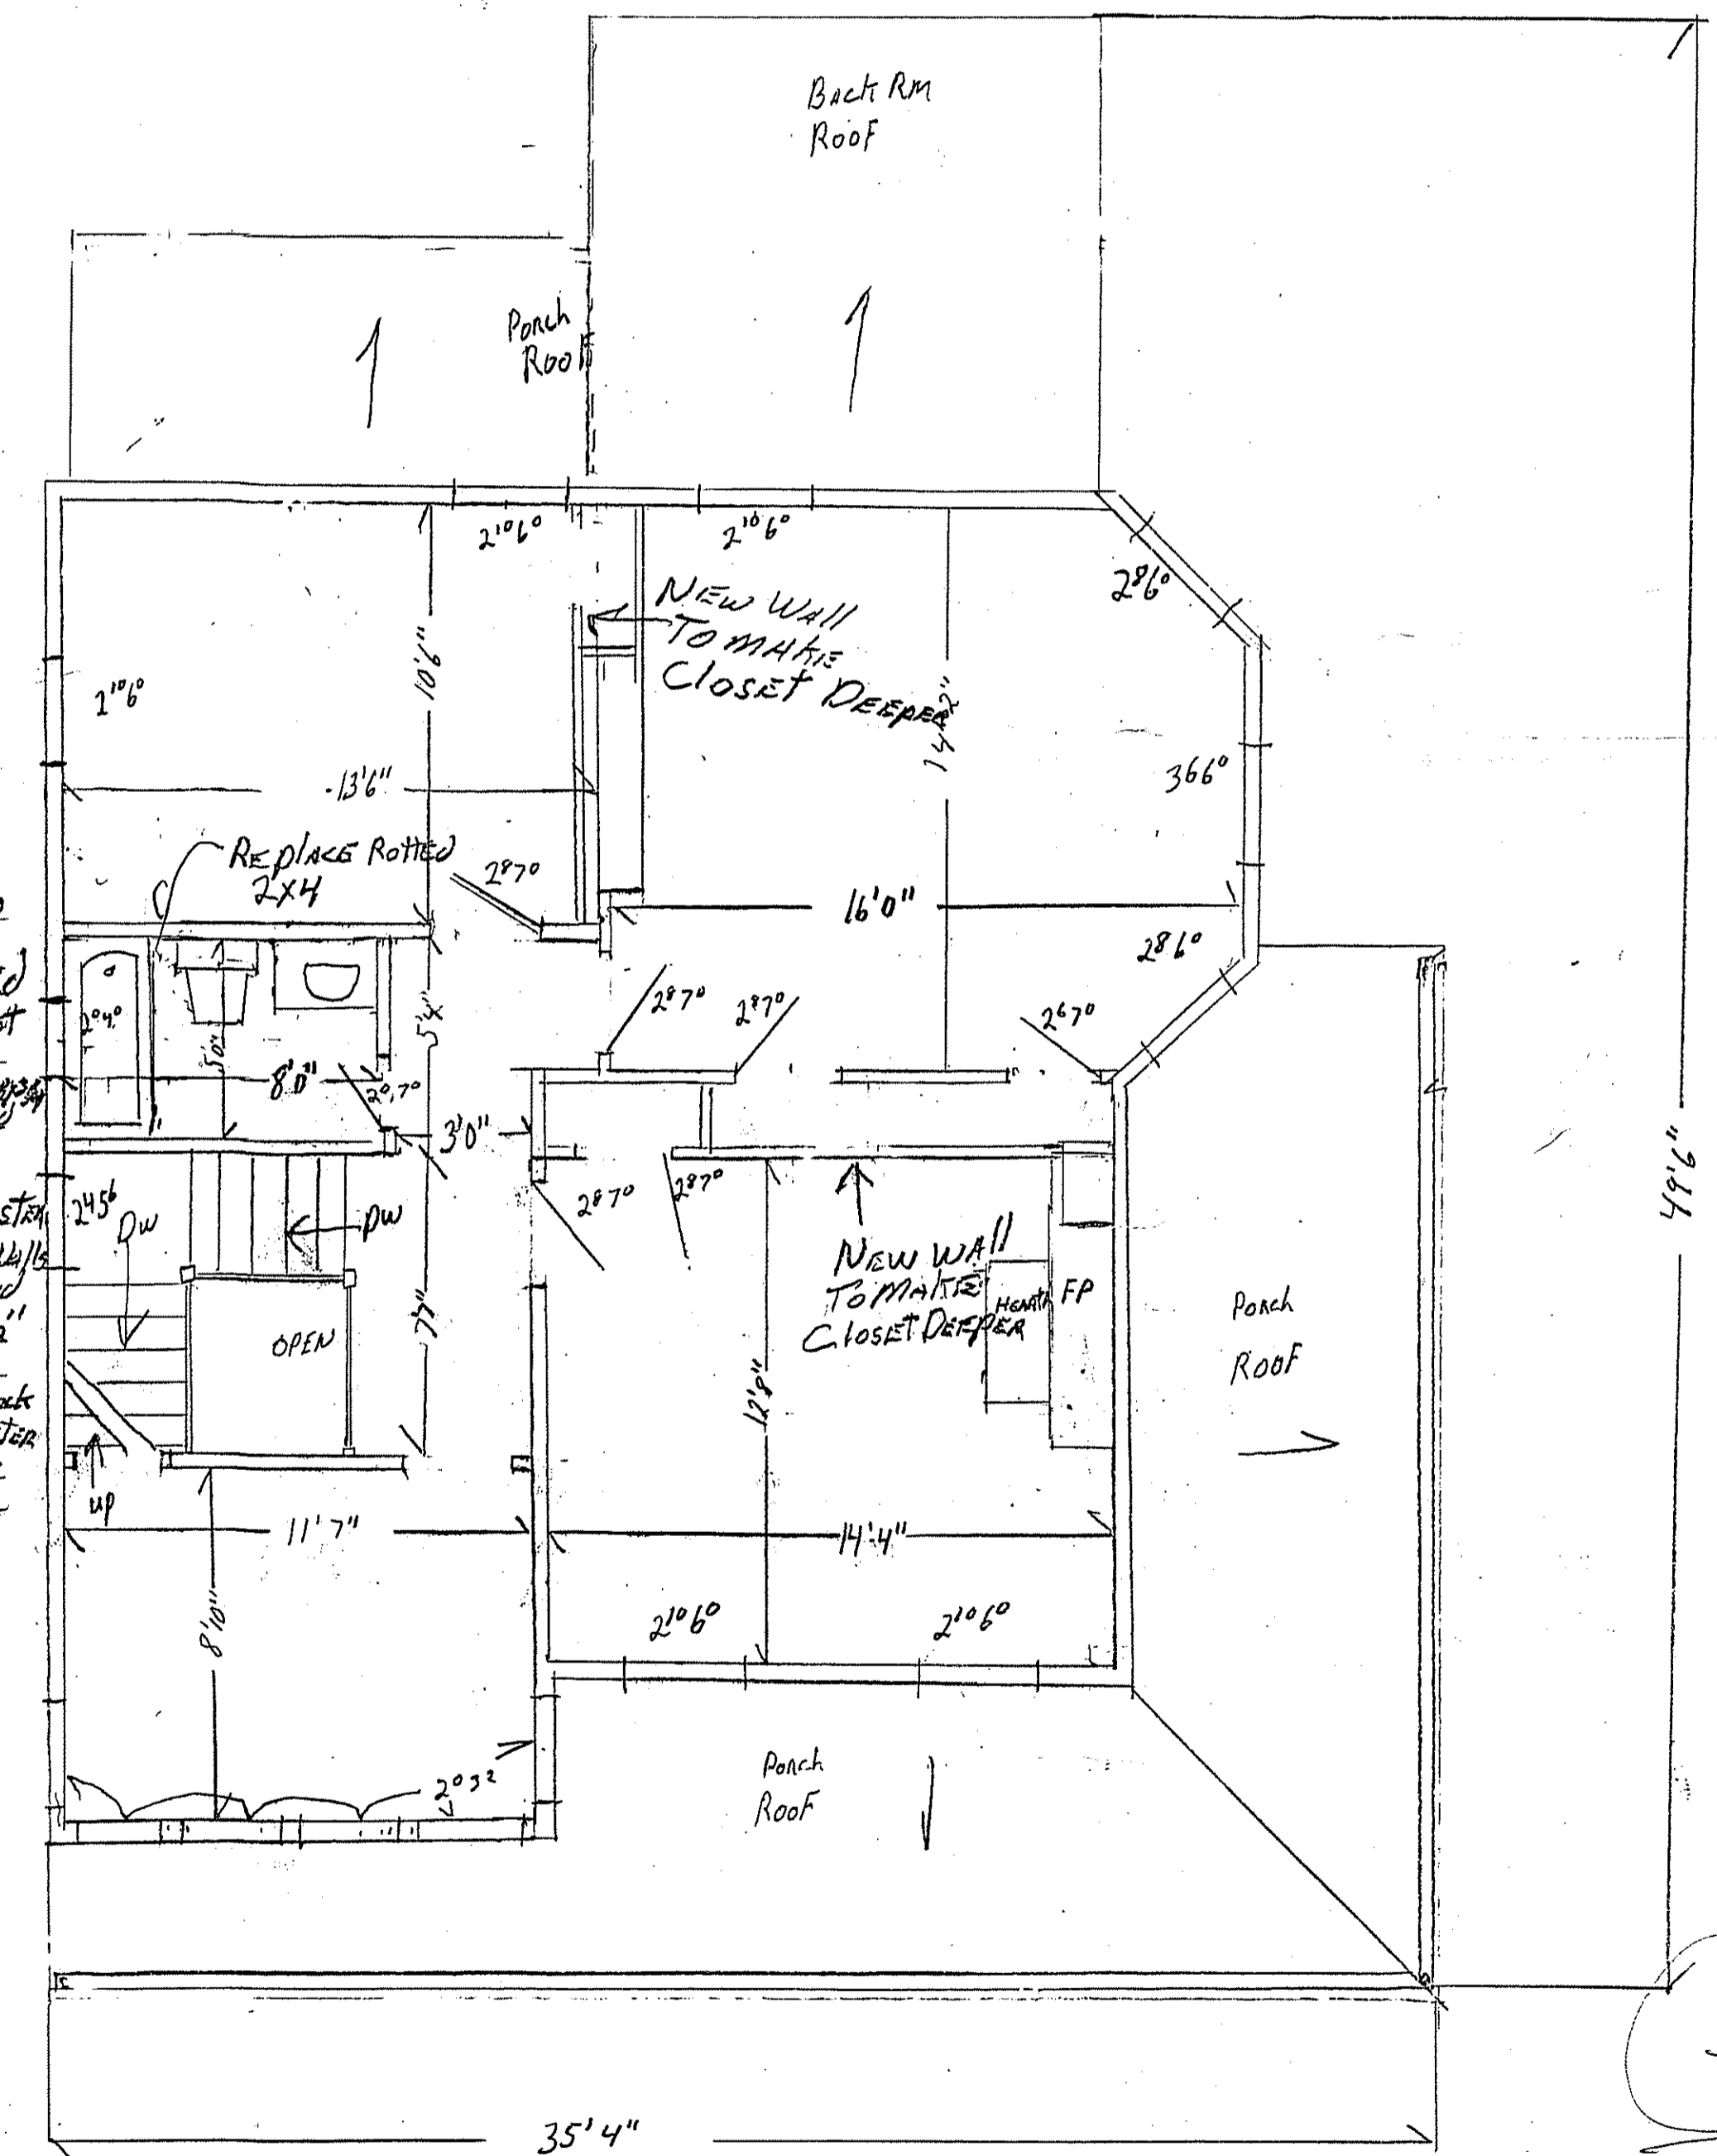 Back Rm
Roof
Porch
Roof
2¹⁰6⁰
2¹⁰6⁰
2⁸6⁰
New Wall
To Make
Closet Deeper
10'6"
14'2"
2¹⁰6⁰
3⁶6⁰
13'6"
Replace Rotted
2x4
2⁸7⁰
16'0"
2⁸6⁰
2⁰4⁰
5'0"
5'4"
2⁸7⁰
2⁸7⁰
2⁶7⁰
8'0"
2⁰7⁰
3'0"
49'6"
2⁴5⁶
DW
DW
2⁸7⁰
2⁸7⁰
New Wall
To Make
Closet Deeper
Hearth
FP
Porch
Roof
OPEN
7'7"
12'8"
up
11'7"
14'-4"
8'10"
2¹⁰6⁰
2¹⁰6⁰
2⁰3²
Porch
Roof
35'4"